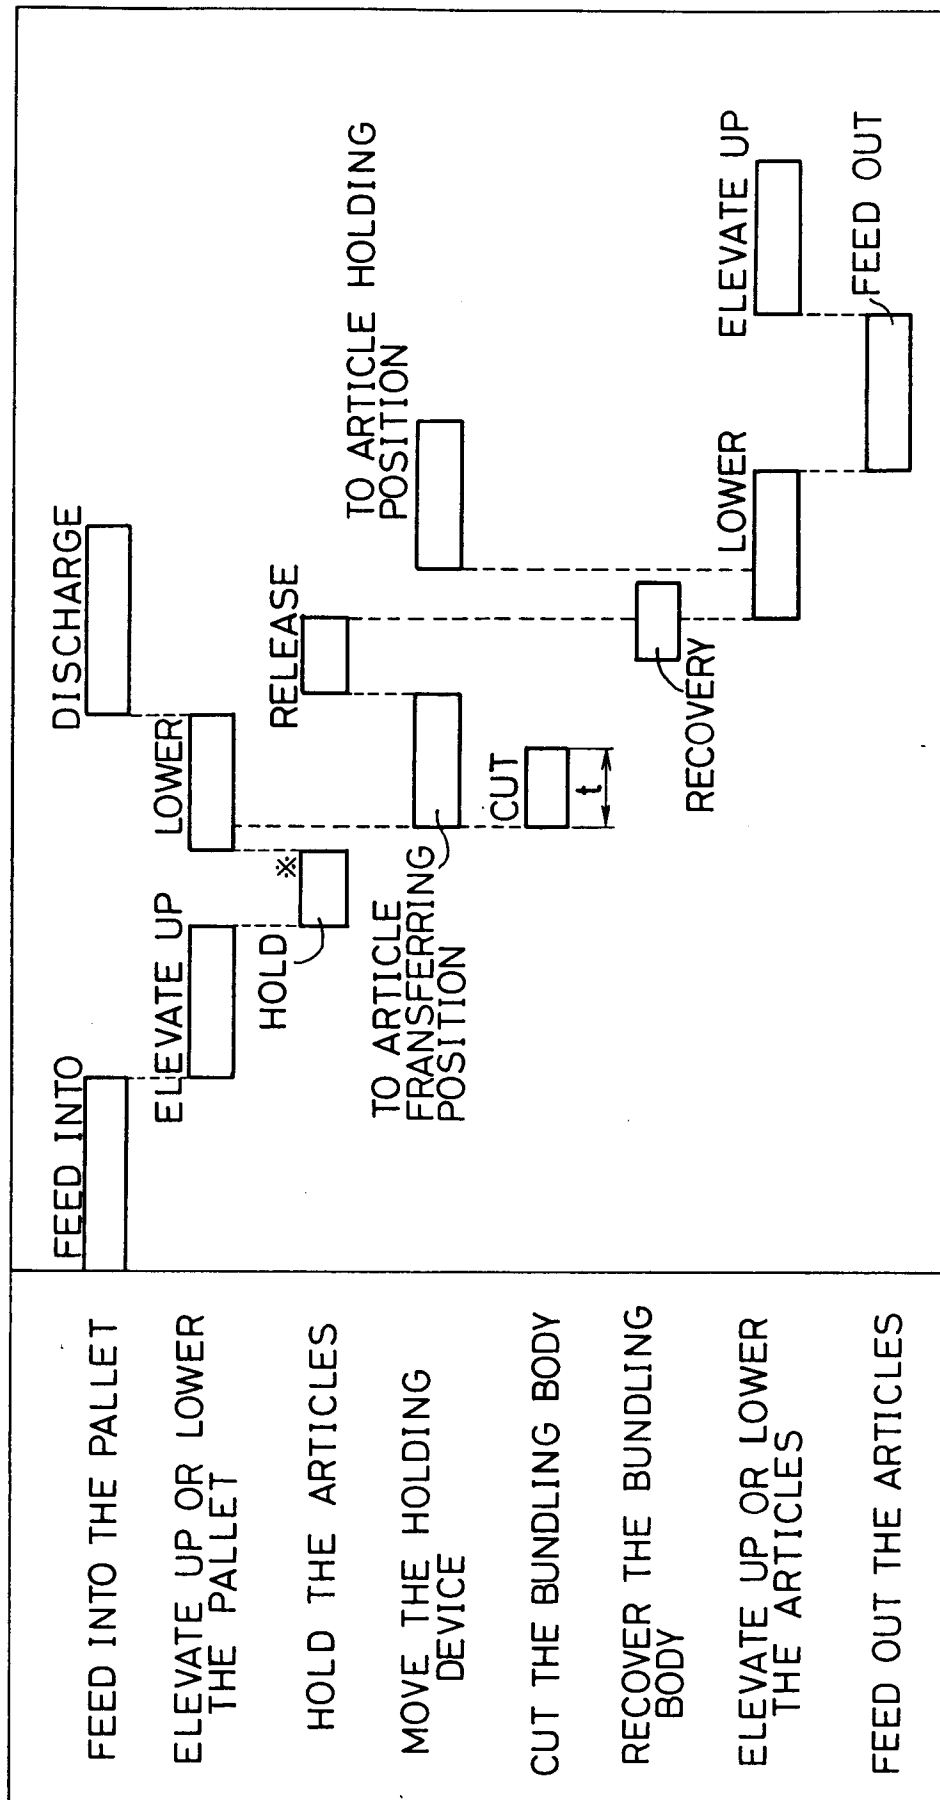 FEED INTO THE PALLET
FEED INTO
DISCHARGE
ELEVATE UP OR LOWER
THE PALLET
ELEVATE UP
LOWER
HOLD THE ARTICLES
HOLD
※
RELEASE
MOVE THE HOLDING
DEVICE
TO ARTICLE
FRANSFERRING
POSITION
TO ARTICLE HOLDING
POSITION
CUT THE BUNDLING BODY
CUT
t
RECOVER THE BUNDLING
BODY
RECOVERY
ELEVATE UP OR LOWER
THE ARTICLES
LOWER
ELEVATE UP
FEED OUT THE ARTICLES
FEED OUT